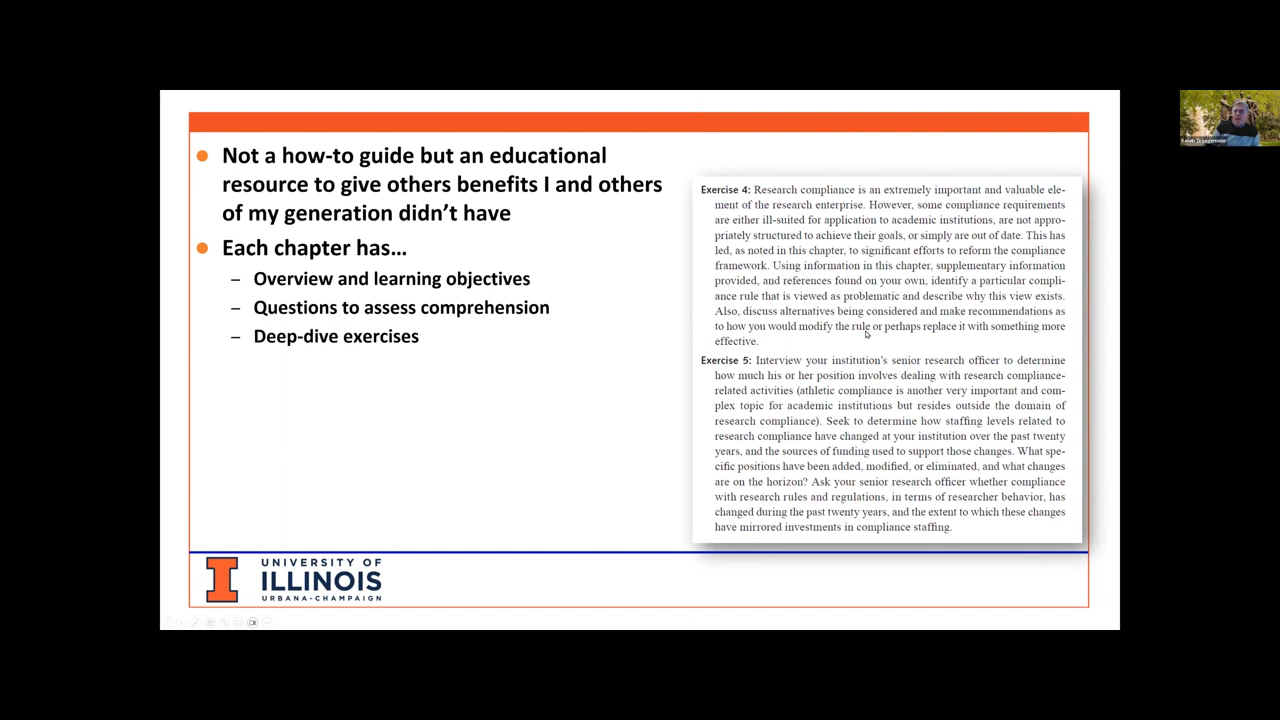 Not a how-to guide but an educational
resource to give others benefits I and others
of my generation didn't have
Each chapter has…
– Overview and learning objectives
– Questions to assess comprehension
– Deep-dive exercises
Exercise 4: Research compliance is an extremely important and valuable ele-
ment of the research enterprise. However, some compliance requirements
are either ill-suited for application to academic institutions, are not appro-
priately structured to achieve their goals, or simply are out of date. This has
led, as noted in this chapter, to significant efforts to reform the compliance
framework. Using information in this chapter, supplementary information
provided, and references found on your own, identify a particular compli-
ance rule that is viewed as problematic and describe why this view exists.
Also, discuss alternatives being considered and make recommendations as
to how you would modify the rule or perhaps replace it with something more
effective.
Exercise 5: Interview your institution's senior research officer to determine
how much his or her position involves dealing with research compliance-
related activities (athletic compliance is another very important and com-
plex topic for academic institutions but resides outside the domain of
research compliance). Seek to determine how staffing levels related to
research compliance have changed at your institution over the past twenty
years, and the sources of funding used to support those changes. What spe-
cific positions have been added, modified, or eliminated, and what changes
are on the horizon? Ask your senior research officer whether compliance
with research rules and regulations, in terms of researcher behavior, has
changed during the past twenty years, and the extent to which these changes
have mirrored investments in compliance staffing.
UNIVERSITY OF
ILLINOIS
URBANA-CHAMPAIGN
Kelvin Droegemeier